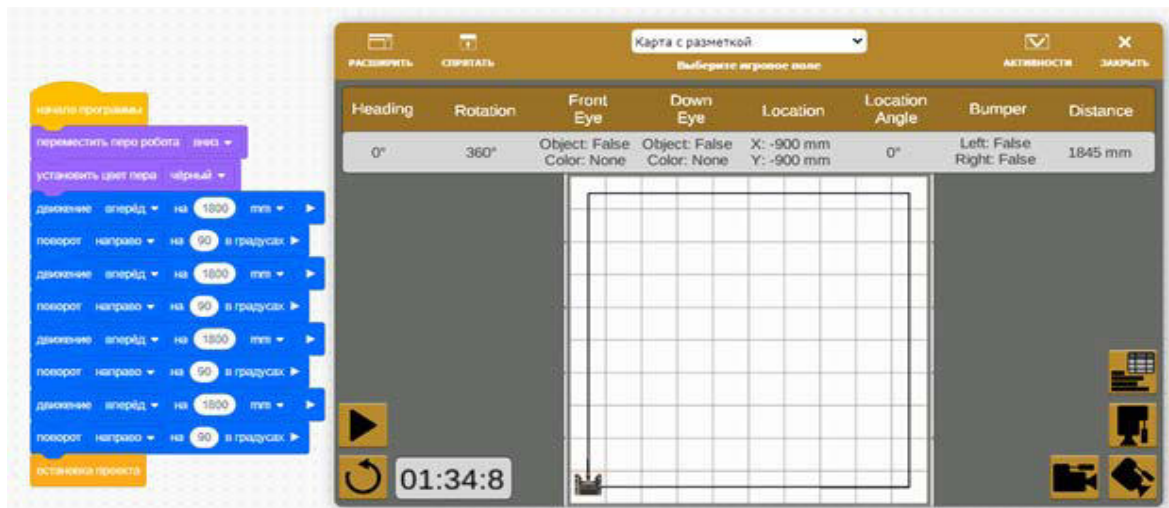 начало программы
переместить перо робота вниз
установить цвет пера чёрный
движение вперёд на 1800 mm
поворот направо на 90 в градусах
движение вперёд на 1800 mm
поворот направо на 90 в градусах
движение вперёд на 1800 mm
поворот направо на 90 в градусах
движение вперёд на 1800 mm
поворот направо на 90 в градусах
остановка проекта
РАСШИРИТЬ
СПРЯТАТЬ
Карта с разметкой
Выберите игровое поле
АКТИВНОСТИ
ЗАКРЫТЬ
Heading Rotation Front Eye Down Eye Location Location Angle Bumper Distance
0° 360° Object: False Object: False X: -900 mm 0° Left: False 1845 mm
Color: None Color: None Y: -900 mm Right: False
01:34:8